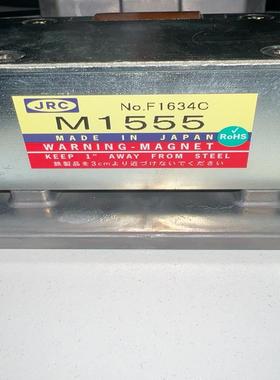 JRC No.F1634C
M1555
MADE IN JAPAN
RoHS
WARNING-MAGNET
KEEP 1" AWAY FROM STEEL
鉄製品を3cmより近づけないでください